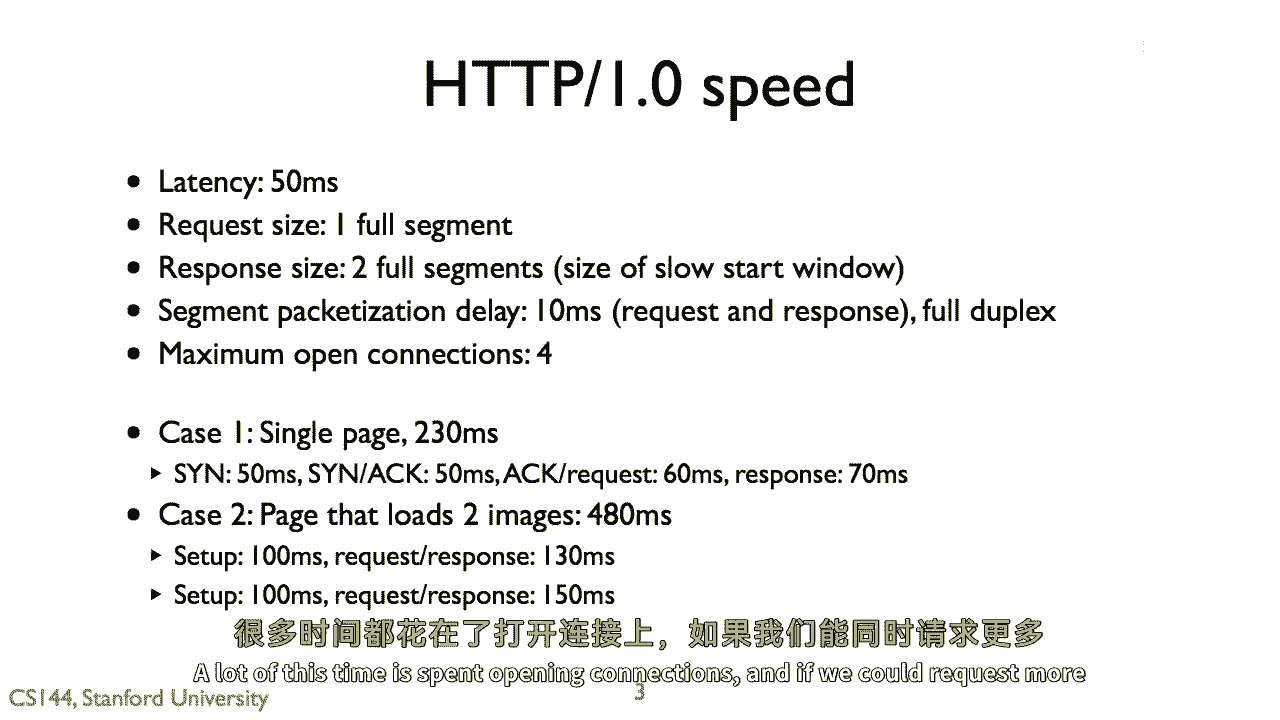 HTTP/1.0 speed
• Latency: 50ms
• Request size: 1 full segment
• Response size: 2 full segments (size of slow start window)
• Segment packetization delay: 10ms (request and response), full duplex
• Maximum open connections: 4
• Case 1: Single page, 230ms
▸ SYN: 50ms, SYN/ACK: 50ms, ACK/request: 60ms, response: 70ms
• Case 2: Page that loads 2 images: 480ms
▸ Setup: 100ms, request/response: 130ms
▸ Setup: 100ms, request/response: 150ms
很多时间都花在了打开连接上，如果我们能同时请求更多
A lot of this time is spent opening connections, and if we could request more
CS144, Stanford University
3